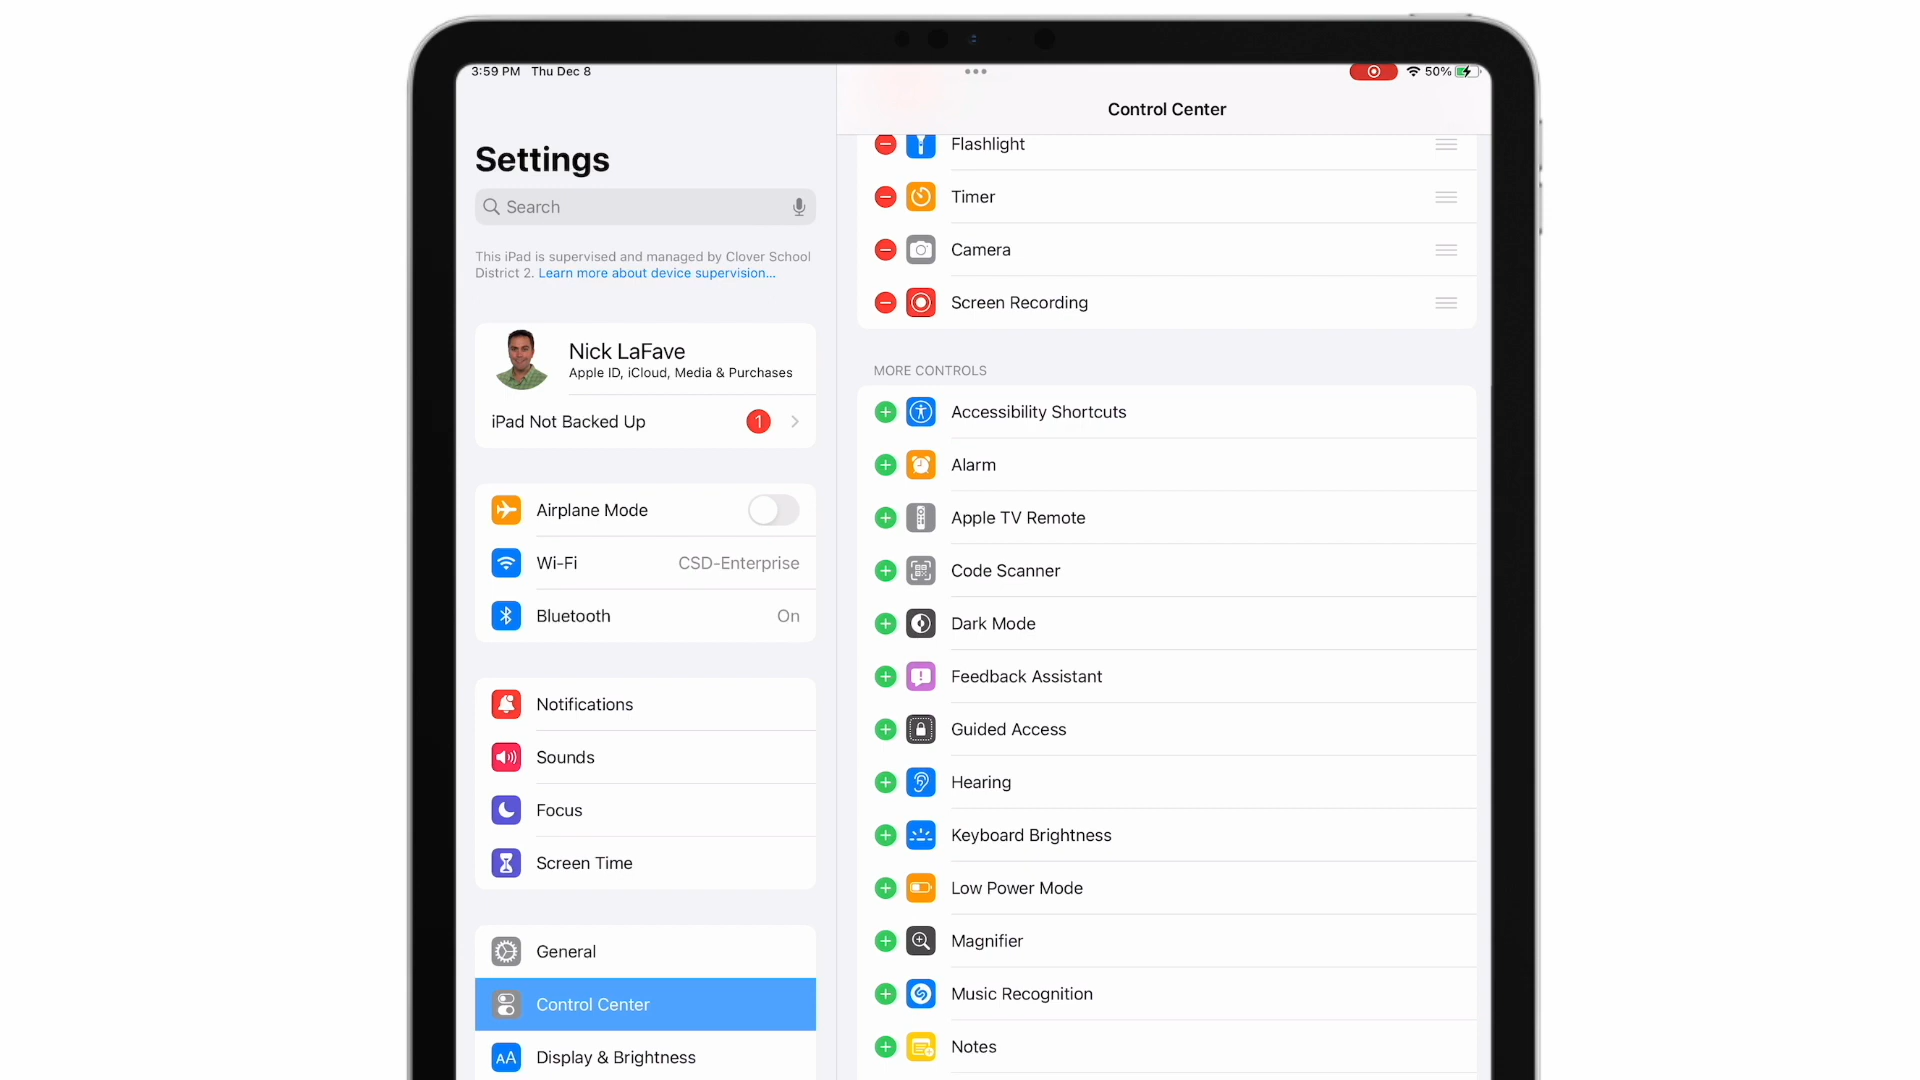 3:59 PM Thu Dec 8
50%
Settings
Search
This iPad is supervised and managed by Clover School
District 2. Learn more about device supervision...
Nick LaFave
Apple ID, iCloud, Media & Purchases
iPad Not Backed Up 1
Airplane Mode
Wi-Fi CSD-Enterprise
Bluetooth On
Notifications
Sounds
Focus
Screen Time
General
Control Center
AA Display & Brightness
Control Center
Flashlight
Timer
Camera
Screen Recording
MORE CONTROLS
Accessibility Shortcuts
Alarm
Apple TV Remote
Code Scanner
Dark Mode
Feedback Assistant
Guided Access
Hearing
Keyboard Brightness
Low Power Mode
Magnifier
Music Recognition
Notes